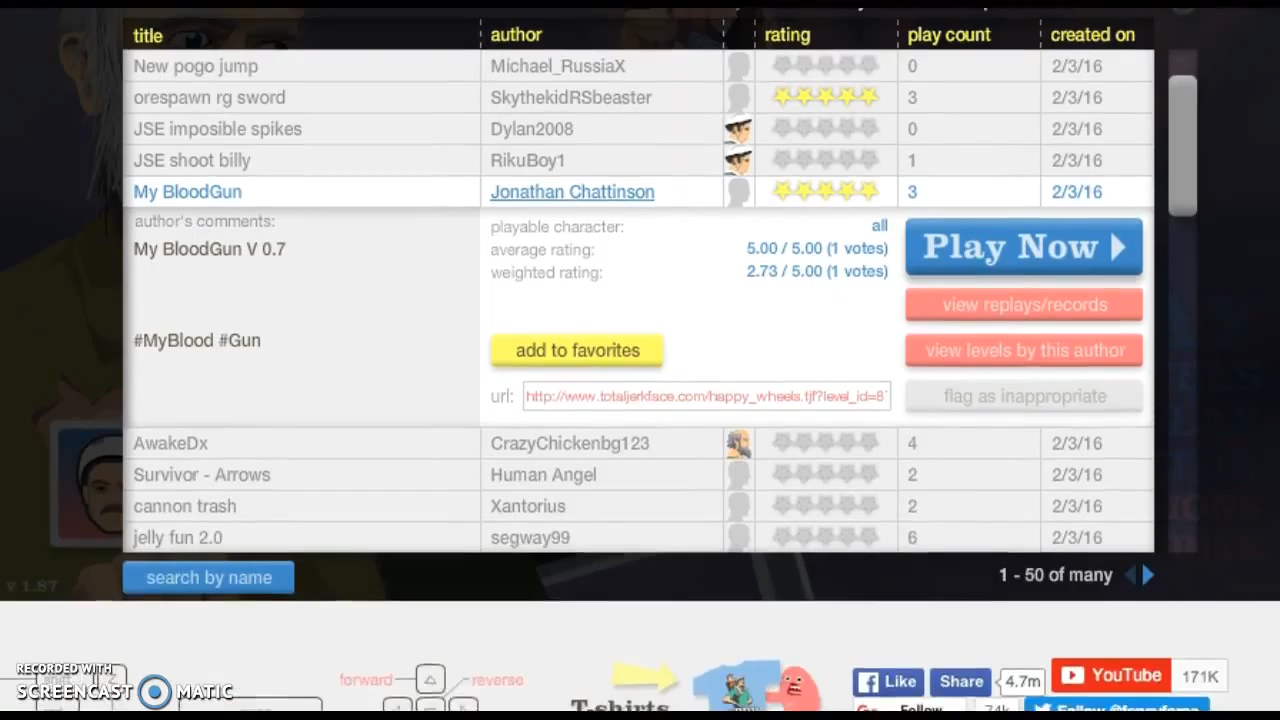 title author rating play count created on
New pogo jump Michael_RussiaX 0 2/3/16
orespawn rg sword SkythekidRSbeaster 3 2/3/16
JSE imposible spikes Dylan2008 0 2/3/16
JSE shoot billy RikuBoy1 1 2/3/16
My BloodGun Jonathan Chattinson 3 2/3/16
author's comments: playable character: all
My BloodGun V 0.7 average rating: 5.00 / 5.00 (1 votes) Play Now
weighted rating: 2.73 / 5.00 (1 votes)
view replays/records
#MyBlood #Gun add to favorites view levels by this author
url: http://www.totaljerkface.com/happy_wheels.tjf?level_id=8 flag as inappropriate
AwakeDx CrazyChickenbg123 4 2/3/16
Survivor - Arrows Human Angel 2 2/3/16
cannon trash Xantorius 2 2/3/16
jelly fun 2.0 segway99 6 2/3/16
search by name 1 - 50 of many
v 1.87
RECORDED WITH
SCREENCAST MATIC
forward reverse
T-shirts
Like Share 4.7m YouTube 171K
Follow 74k Follow